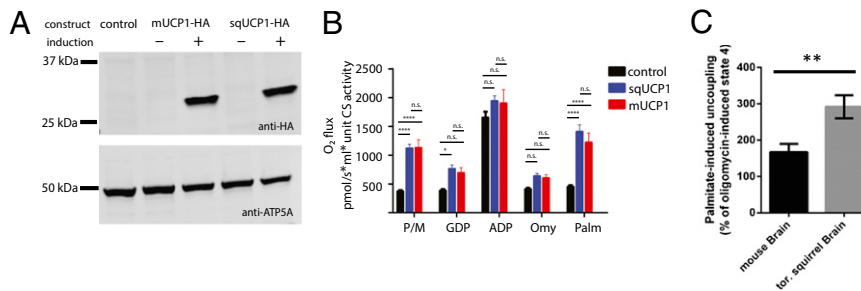 A
construct control mUCP1-HA sqUCP1-HA
induction − + − +
37 kDa
25 kDa
anti-HA
50 kDa
anti-ATP5A
B
O₂ flux
pmol/s*ml* unit CS activity
2500
2000
1500
1000
500
n.s.
****
****
n.s.
n.s.
*
n.s.
n.s.
n.s.
n.s.
n.s.
n.s.
n.s.
****
****
P/M GDP ADP Omy Palm
control
sqUCP1
mUCP1
C
Palmitate-induced uncoupling
(% of oligomycin-induced state 4)
400
300
200
100
0
**
mouse Brain
tor. squirrel Brain